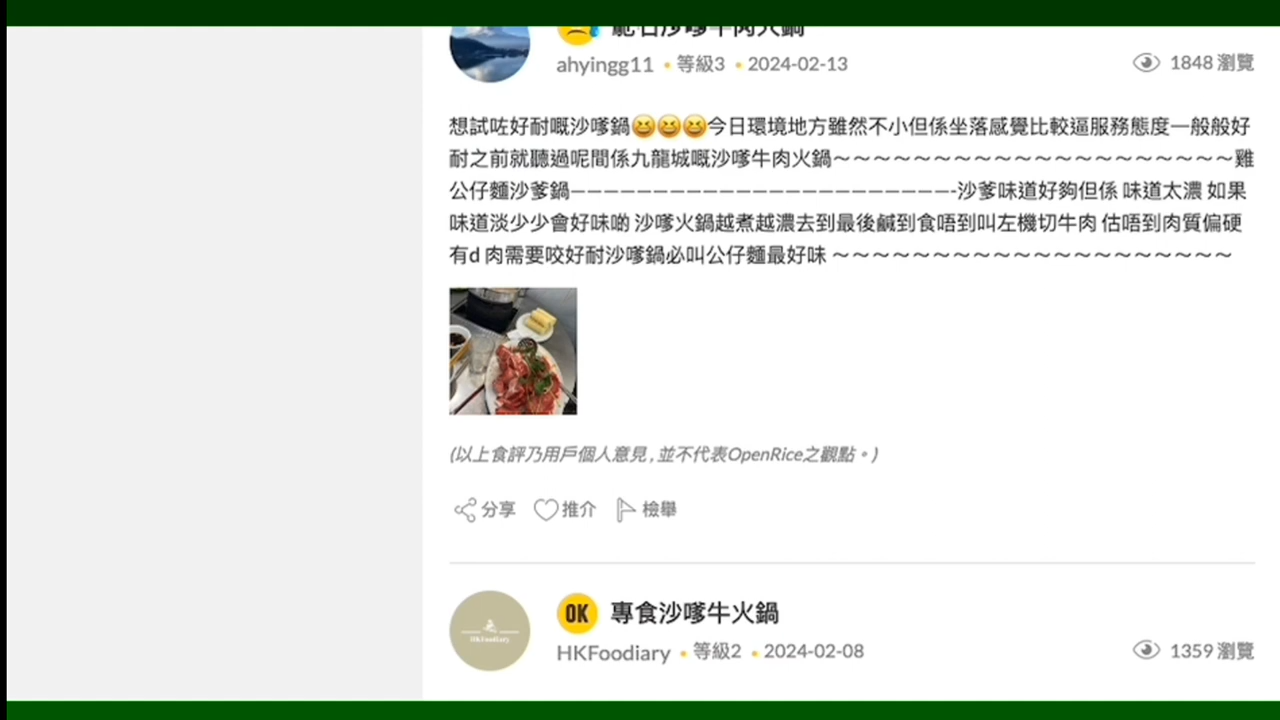 馳名沙嗲牛肉火鍋
ahyingg11 • 等級3 • 2024-02-13
1848 瀏覽
想試咗好耐嘅沙嗲鍋😆😆😆今日環境地方雖然不小但係坐落感覺比較逼服務態度一般般好
耐之前就聽過呢間係九龍城嘅沙嗲牛肉火鍋～～～～～～～～～～～～～～～～～～～～雞
公仔麵沙爹鍋———————————————————————-沙爹味道好夠但係 味道太濃 如果
味道淡少少會好味啲 沙嗲火鍋越煮越濃去到最後鹹到食唔到叫左機切牛肉 估唔到肉質偏硬
有d 肉需要咬好耐沙嗲鍋必叫公仔麵最好味 ～～～～～～～～～～～～～～～～～～～～
(以上食評乃用戶個人意見 , 並不代表OpenRice之觀點。)
分享 推介 檢舉
OK 專食沙嗲牛火鍋
HKFoodiary
HKFoodiary • 等級2 • 2024-02-08
1359 瀏覽